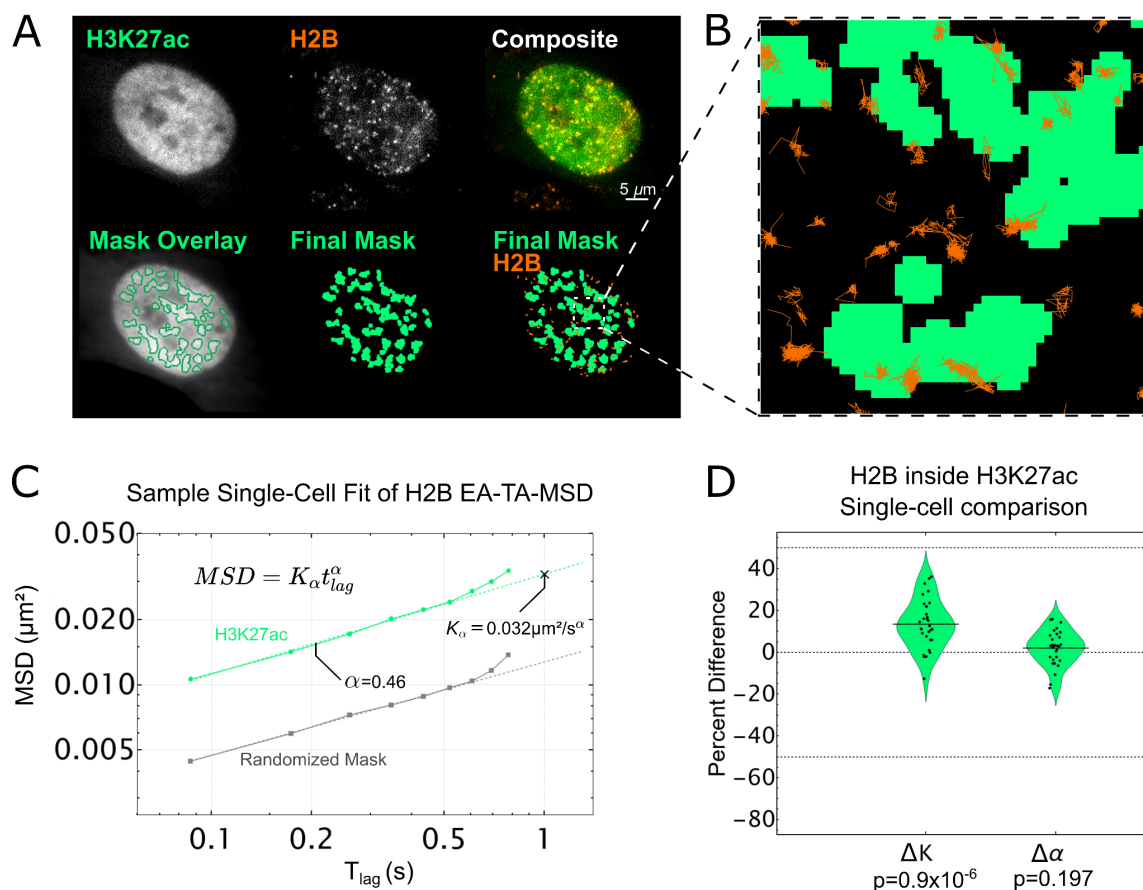 A
H3K27ac
H2B
Composite
5 µm
Mask Overlay
Final Mask
Final Mask
H2B
B
C
Sample Single-Cell Fit of H2B EA-TA-MSD
MSD (µm²)
0.050
0.020
0.010
0.005
MSD = K_α t_lag^α
H3K27ac
K_α = 0.032µm²/s^α
α=0.46
Randomized Mask
0.1
0.2
0.5
1
T_lag (s)
D
H2B inside H3K27ac
Single-cell comparison
Percent Difference
40
20
0
−20
−40
−60
−80
ΔK
Δα
p=0.9x10⁻⁶
p=0.197